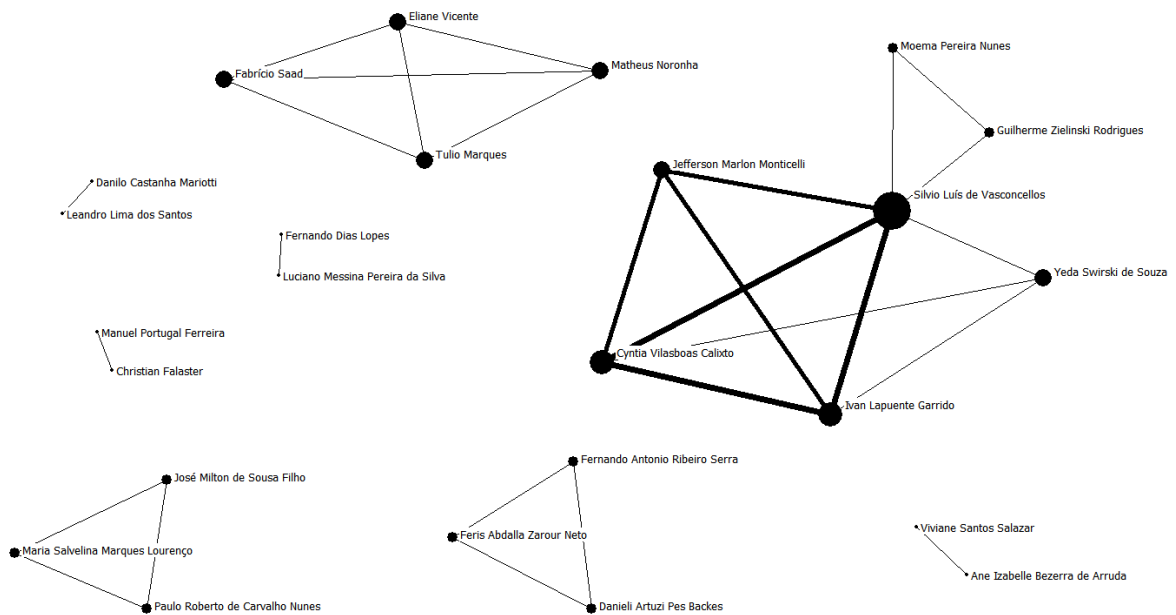 Eliane Vicente
Moema Pereira Nunes
Matheus Noronha
Fabrício Saad
Guilherme Zielinski Rodrigues
Tulio Marques
Jefferson Marlon Monticelli
Danilo Castanha Mariotti
Silvio Luís de Vasconcellos
Leandro Lima dos Santos
Fernando Dias Lopes
Yeda Swirski de Souza
Luciano Messina Pereira da Silva
Manuel Portugal Ferreira
Cyntia Vilasboas Calixto
Christian Falaster
Ivan Lapuente Garrido
Fernando Antonio Ribeiro Serra
José Milton de Sousa Filho
Viviane Santos Salazar
Feris Abdalla Zarour Neto
Maria Salvelina Marques Lourenço
Ane Izabelle Bezerra de Arruda
Paulo Roberto de Carvalho Nunes
Danieli Artuzi Pes Backes